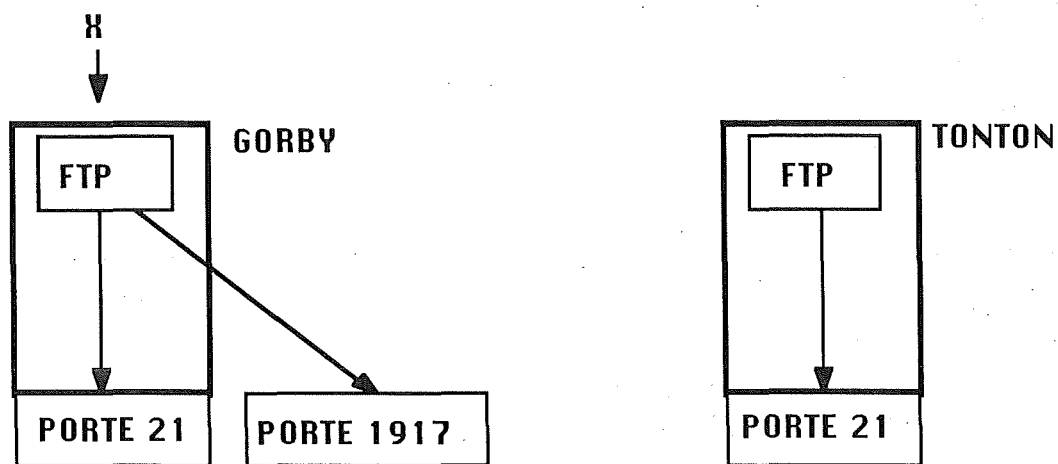 X
GORBY
TONTON
FTP
FTP
PORTE 21
PORTE 1917
PORTE 21